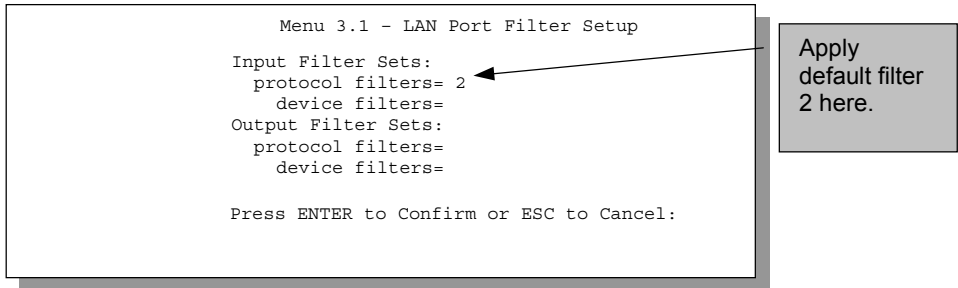 Menu 3.1 – LAN Port Filter Setup
Input Filter Sets:
protocol filters= 2
device filters=
Output Filter Sets:
protocol filters=
device filters=
Press ENTER to Confirm or ESC to Cancel:
Apply
default filter
2 here.